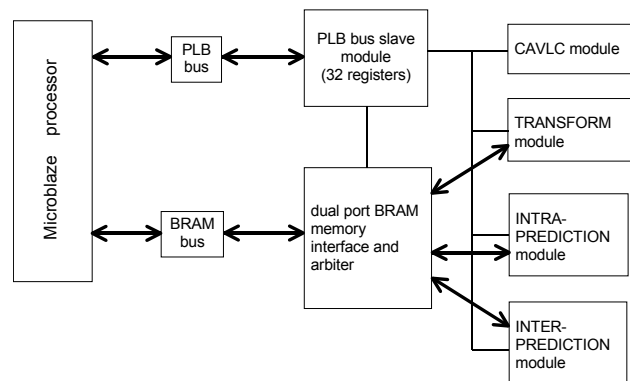 Microblaze processor
PLB
bus
PLB bus slave
module
(32 registers)
CAVLC module
TRANSFORM
module
BRAM
bus
dual port BRAM
memory
interface and
arbiter
INTRA-
PREDICTION
module
INTER-
PREDICTION
module